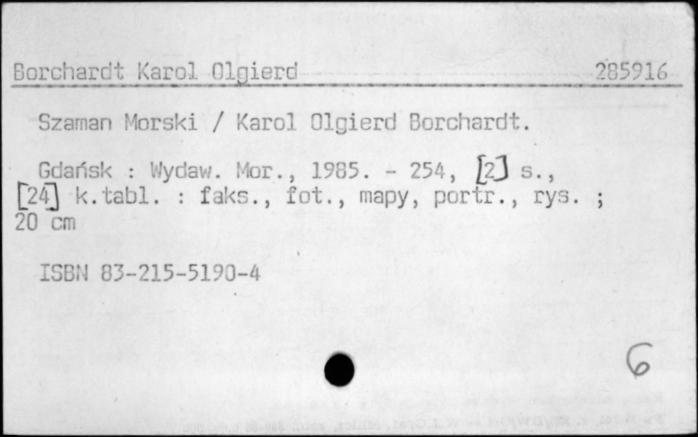 Borchardt Karol Olgierd 285916
Szaman Morski / Karol Olgierd Borchardt.
Gdańsk : Wydaw. Mor., 1985. - 254, [2] s.,
[24] k.tabl. : faks., fot., mapy, portr., rys. ;
20 cm
ISBN 83-215-5190-4
6